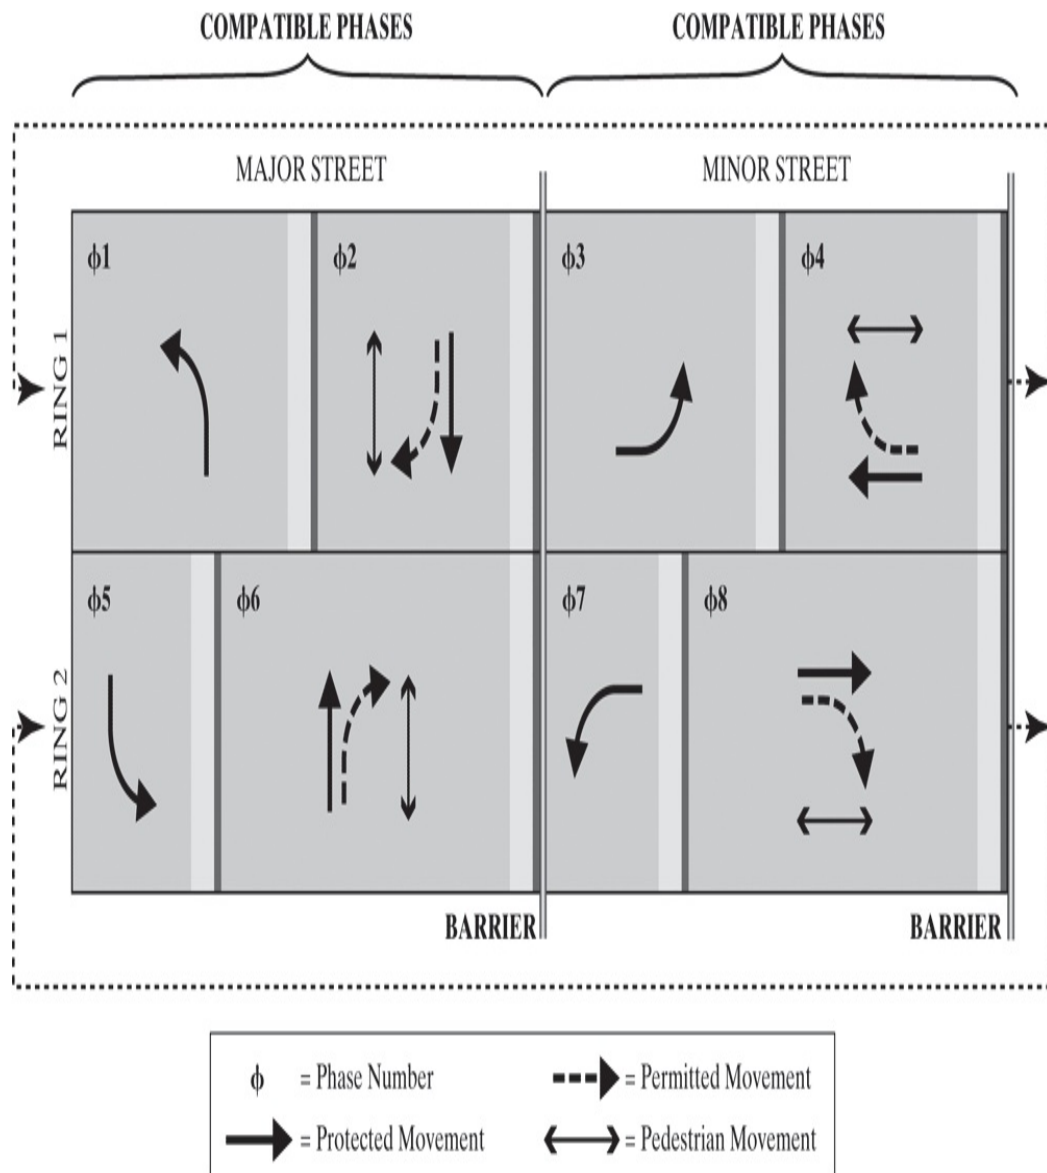 COMPATIBLE PHASES COMPATIBLE PHASES
MAJOR STREET MINOR STREET
RING 1
ϕ1 ϕ2 ϕ3 ϕ4
RING 2
ϕ5 ϕ6 ϕ7 ϕ8
BARRIER BARRIER
ϕ = Phase Number = Permitted Movement
= Protected Movement = Pedestrian Movement